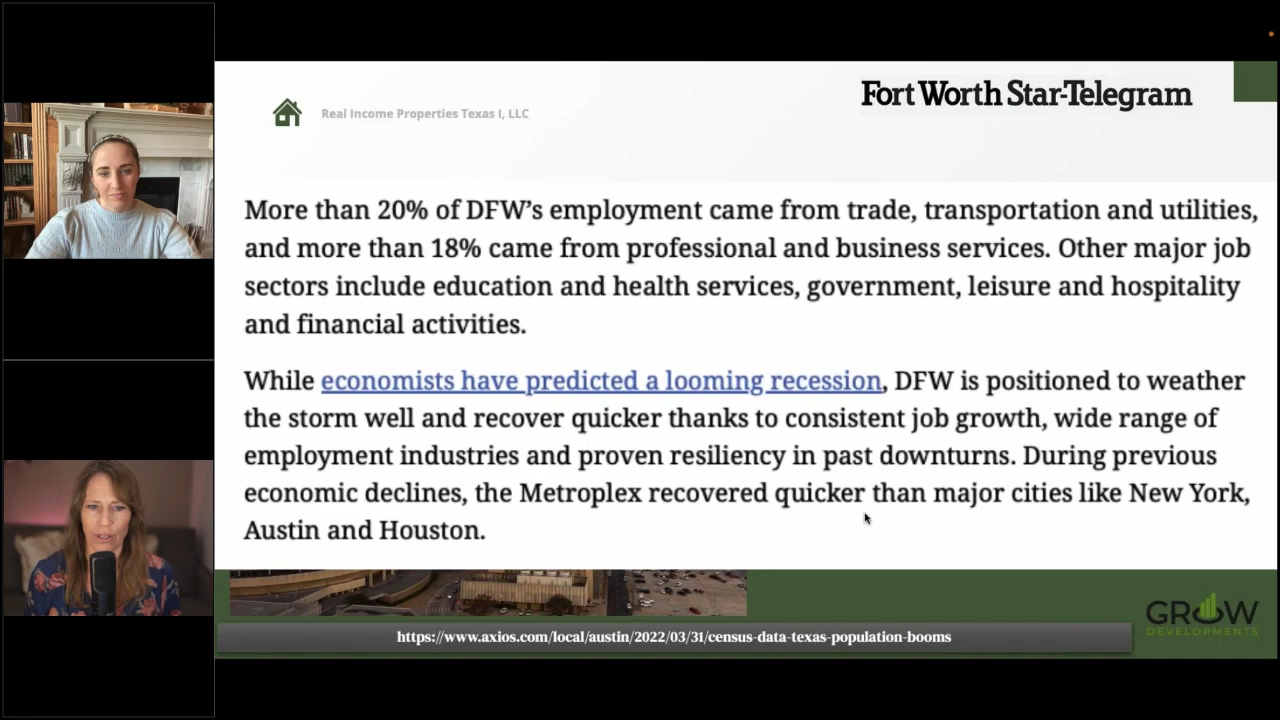 Real Income Properties Texas I, LLC
Fort Worth Star-Telegram
More than 20% of DFW’s employment came from trade, transportation and utilities,
and more than 18% came from professional and business services. Other major job
sectors include education and health services, government, leisure and hospitality
and financial activities.
While economists have predicted a looming recession, DFW is positioned to weather
the storm well and recover quicker thanks to consistent job growth, wide range of
employment industries and proven resiliency in past downturns. During previous
economic declines, the Metroplex recovered quicker than major cities like New York,
Austin and Houston.
GROW
DEVELOPMENTS
https://www.axios.com/local/austin/2022/03/31/census-data-texas-population-booms